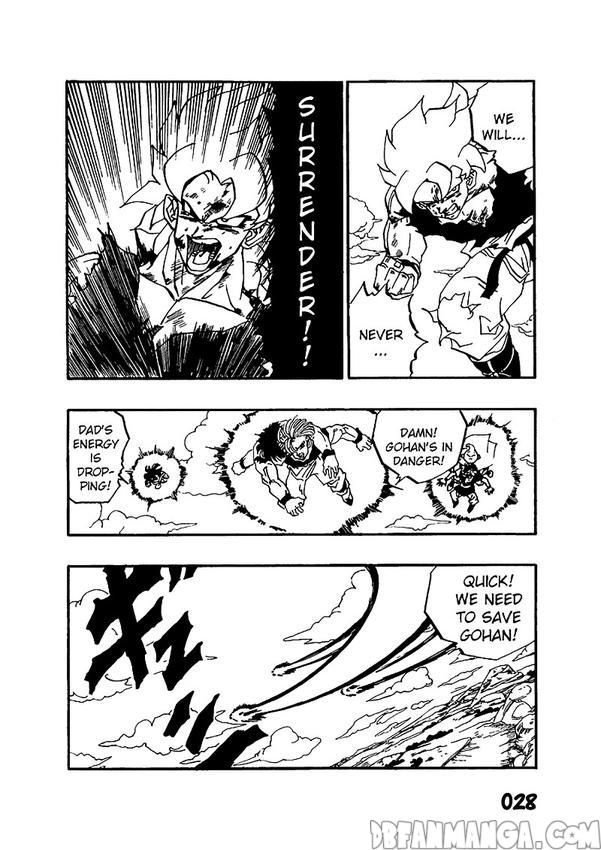 WE
WILL...
NEVER
...
SURRENDER!!
DAMN!
GOHAN'S IN
DANGER!
DAD'S
ENERGY
IS
DROP-
PING!
QUICK!
WE NEED
TO SAVE
GOHAN!
028
DBFANMANGA.COM